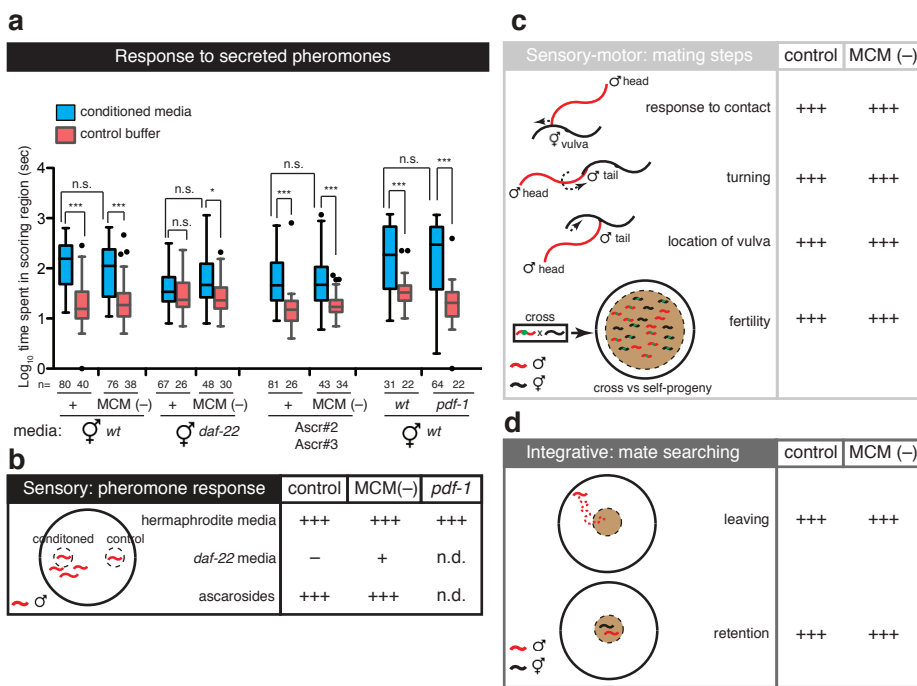 a
Response to secreted pheromones
conditioned media
control buffer
Log10 time spent in scoring region (sec)
4
3
2
1
0
n.s. n.s. n.s. n.s.
*** *** n.s. * *** *** *** ***
n= 80 40 76 38 67 26 48 30 81 26 43 34 31 22 64 22
+ MCM (–) + MCM (–) + MCM (–) wt pdf-1
media: ⚥ wt ⚥ daf-22 Ascr#2 ⚥ wt
Ascr#3
b
Sensory: pheromone response control MCM(–) pdf-1
hermaphrodite media +++ +++ +++
conditoned control
daf-22 media – + n.d.
ascarosides +++ +++ n.d.
♂
c
Sensory-motor: mating steps control MCM (–)
♂ head
response to contact +++ +++
⚥ vulva
turning +++ +++
♂ head ♂ tail
location of vulva +++ +++
♂ tail
♂ head
cross
x
fertility +++ +++
♂
⚥
cross vs self-progeny
d
Integrative: mate searching control MCM (–)
leaving +++ +++
retention +++ +++
♂
⚥